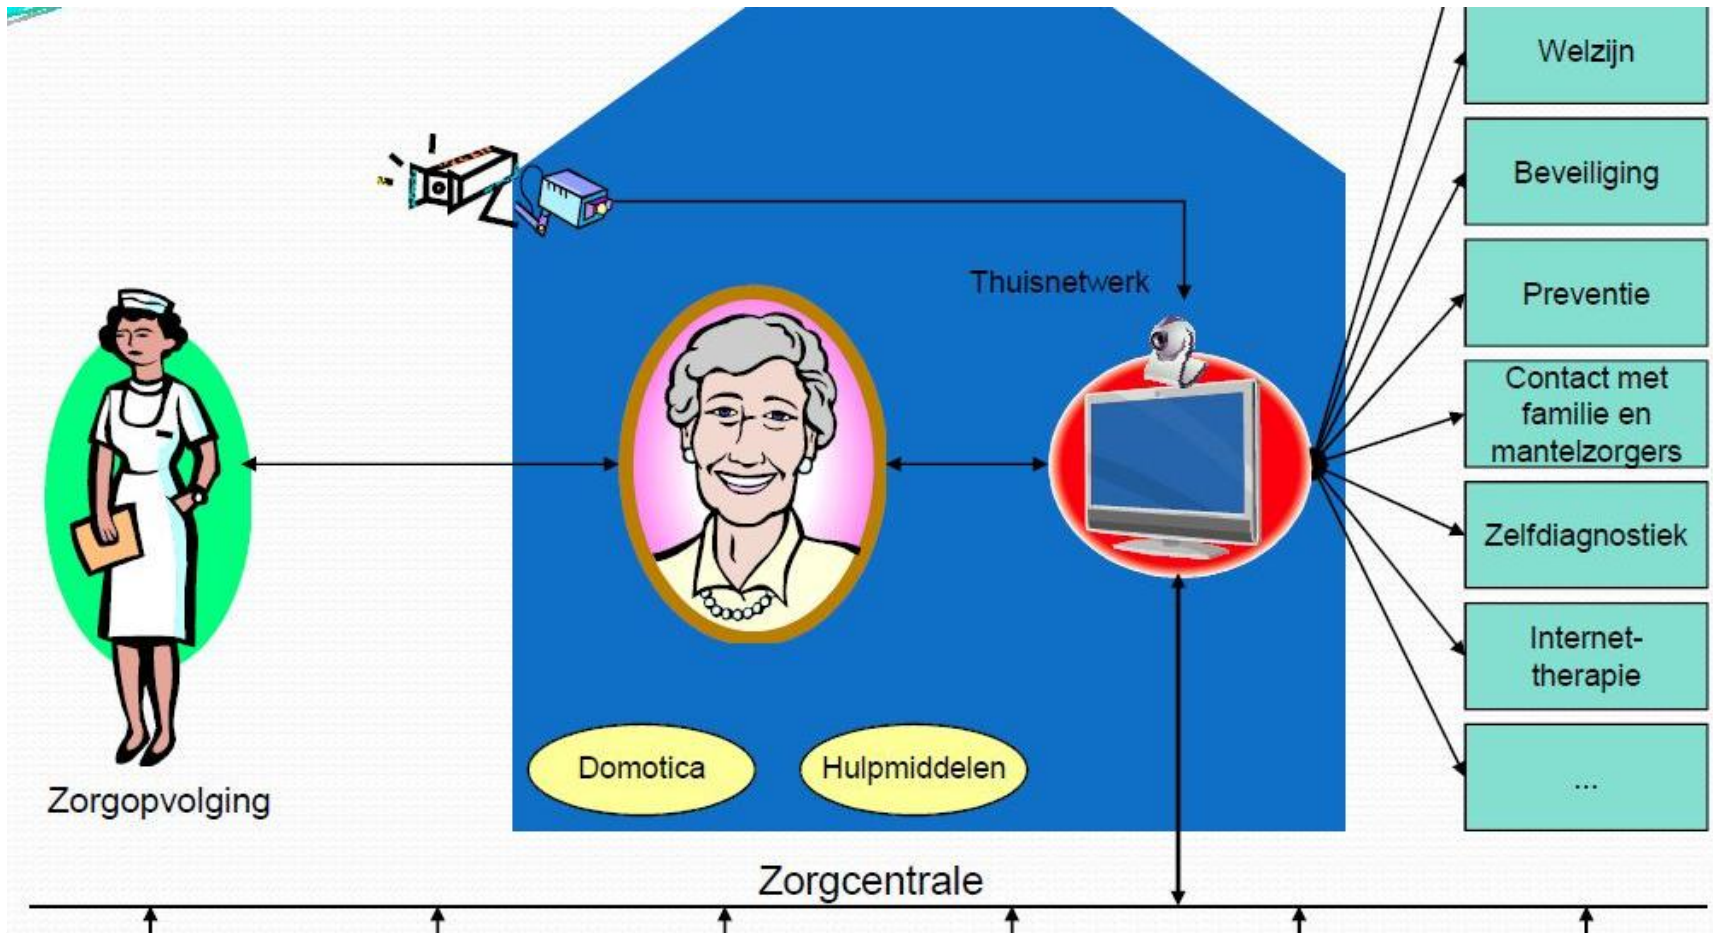 Welzijn
Beveiliging
Thuisnetwerk
Preventie
Contact met
familie en
mantelzorgers
Zelfdiagnostiek
Internet-
therapie
Domotica
Hulpmiddelen
...
Zorgopvolging
Zorgcentrale